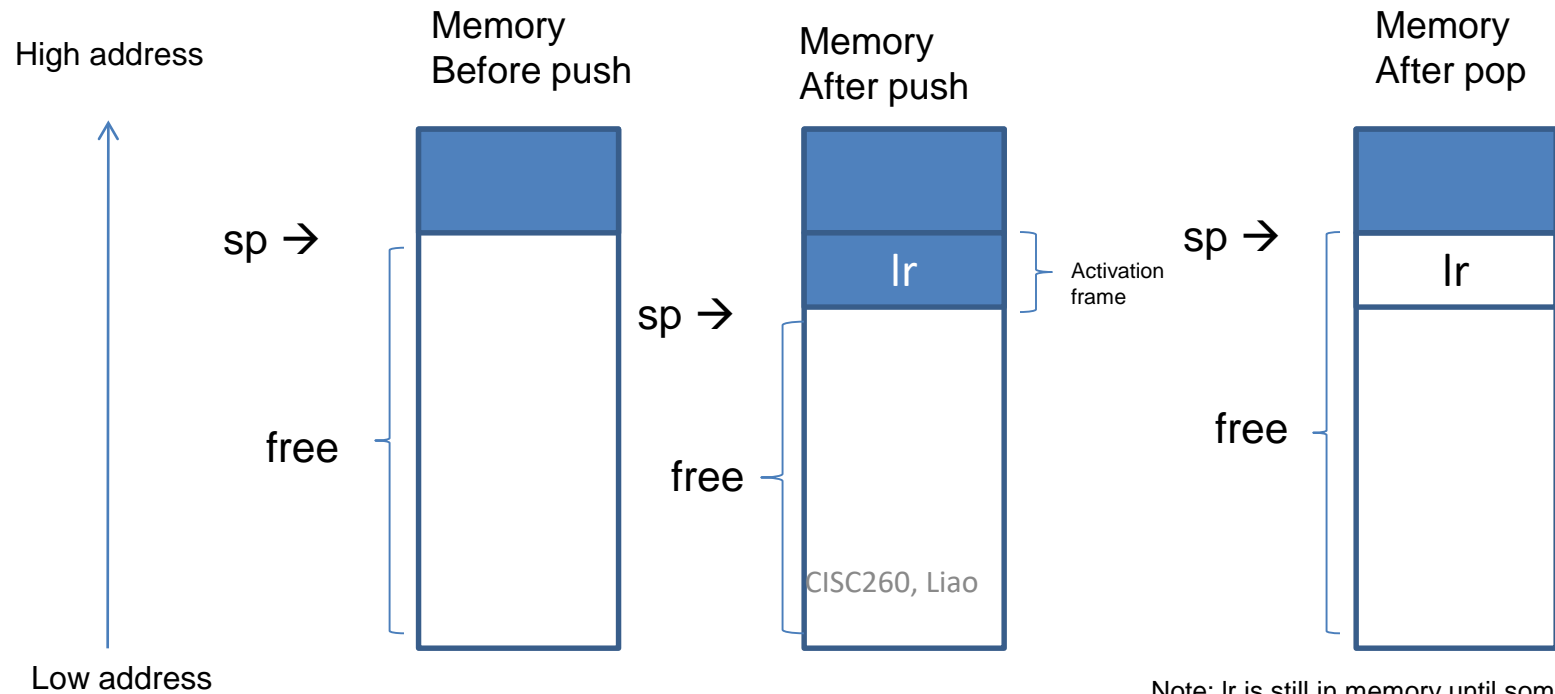 High address
Memory
Before push
Memory
After push
Memory
After pop
sp →
sp →
sp →
lr
Activation
frame
lr
free
free
free
CISC260, Liao
Low address
Note: lr is still in memory until